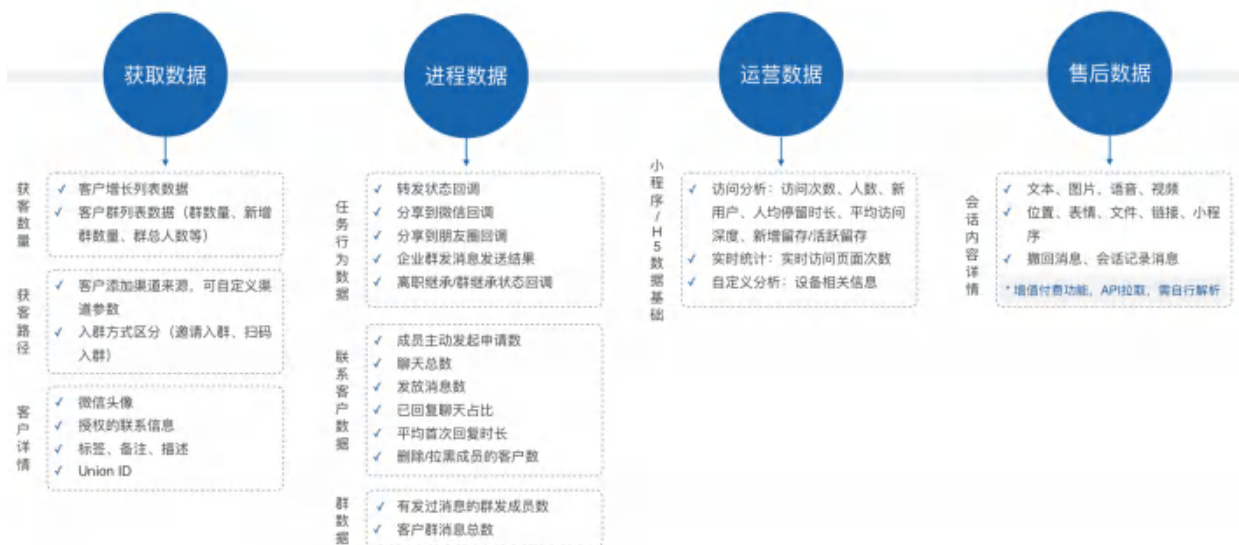 获取数据
进程数据
运营数据
售后数据
获客数量
✓ 客户增长列表数据
✓ 客户群列表数据（群数量、新增
群数量、群总人数等）
获客路径
✓ 客户添加渠道来源，可自定义渠
道参数
✓ 入群方式区分（邀请入群、扫码
入群）
客户详情
✓ 微信头像
✓ 授权的联系信息
✓ 标签、备注、描述
✓ Union ID
任务行为数据
✓ 转发状态回调
✓ 分享到微信回调
✓ 分享到朋友圈回调
✓ 企业群发消息发送结果
✓ 离职继承/群继承状态回调
联系客户数据
✓ 成员主动发起申请数
✓ 聊天总数
✓ 发放消息数
✓ 已回复聊天占比
✓ 平均首次回复时长
✓ 删除/拉黑成员的客户数
群数据
✓ 有发过消息的群发成员数
✓ 客户群消息总数
小程序/H5数据基础
✓ 访问分析：访问次数、人数、新
用户、人均停留时长、平均访问
深度、新增留存/活跃留存
✓ 实时统计：实时访问页面次数
✓ 自定义分析：设备相关信息
会话内容详情
✓ 文本、图片、语音、视频
✓ 位置、表情、文件、链接、小程
序
✓ 撤回消息、会话记录消息
* 增值付费功能，API拉取，需自行解析